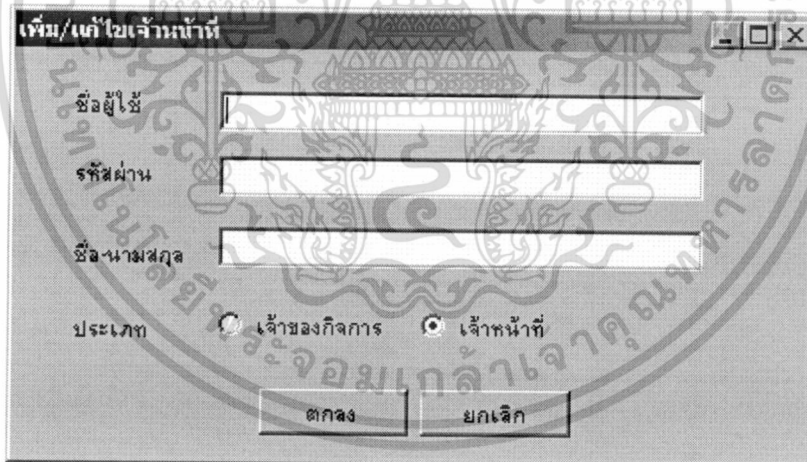 เพิ่ม/แก้ไขเจ้าหน้าที่
ชื่อผู้ใช้
รหัสผ่าน
ชื่อ-นามสกุล
ประเภท เจ้าของกิจการ เจ้าหน้าที่
ตกลง ยกเลิก